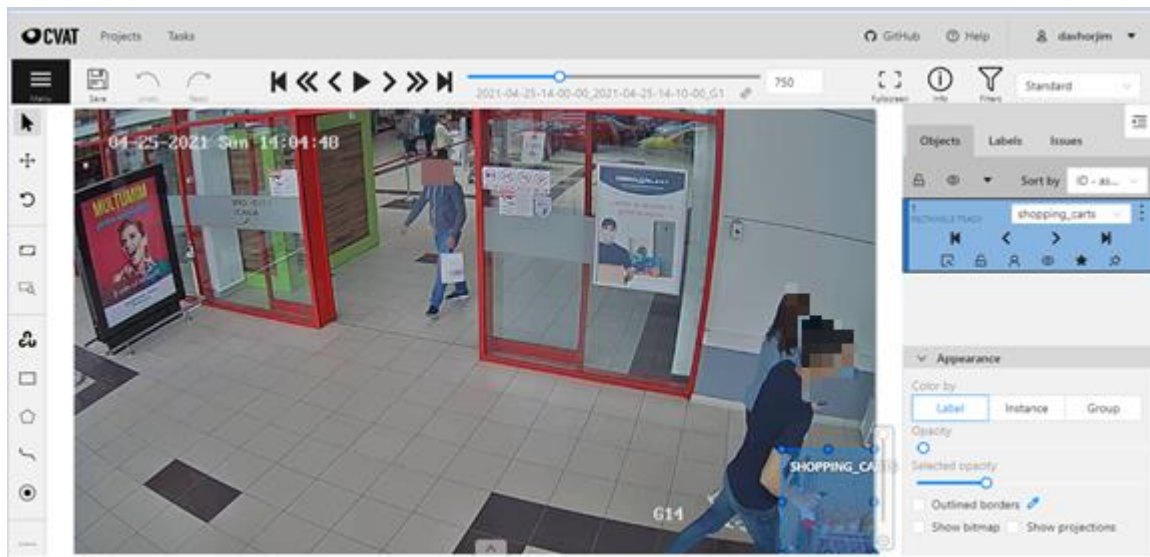 CVAT Projects Tasks GitHub Help daxhorjim
Menu Save Undo Redo 2021-04-25-14-00-00_2021-04-25-14-10-00_G1 750 Fullscreen Info Filters Standard
04-25-2021 Sun 14:04:48
MULTUMIM
Objects Labels Issues
Sort by ID - as...
1 shopping_carts
RECTANGLE TRACK
Appearance
Color by
Label Instance Group
Opacity
SHOPPING_CA
Selected opacity
Outlined borders
G14
Show bitmap Show projections